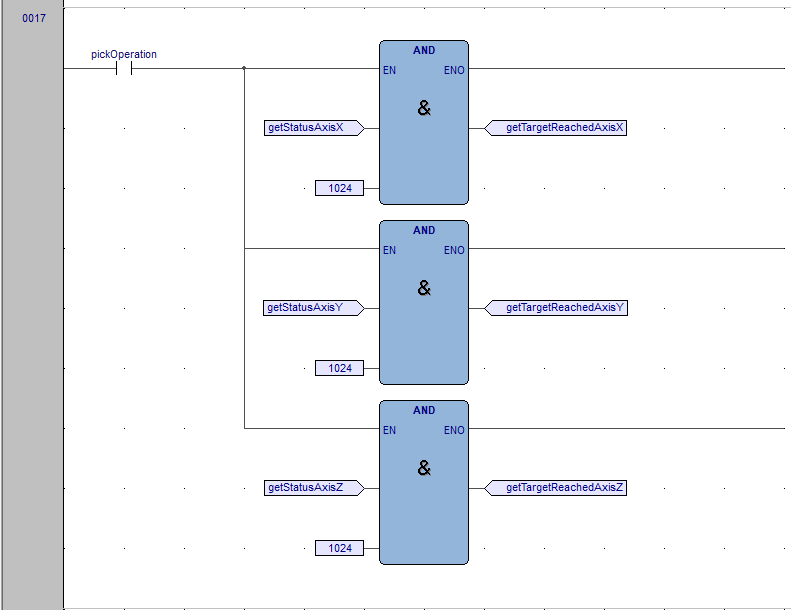 0017
pickOperation
AND
EN ENO
&
getStatusAxisX getTargetReachedAxisX
1024
AND
EN ENO
&
getStatusAxisY getTargetReachedAxisY
1024
AND
EN ENO
&
getStatusAxisZ getTargetReachedAxisZ
1024